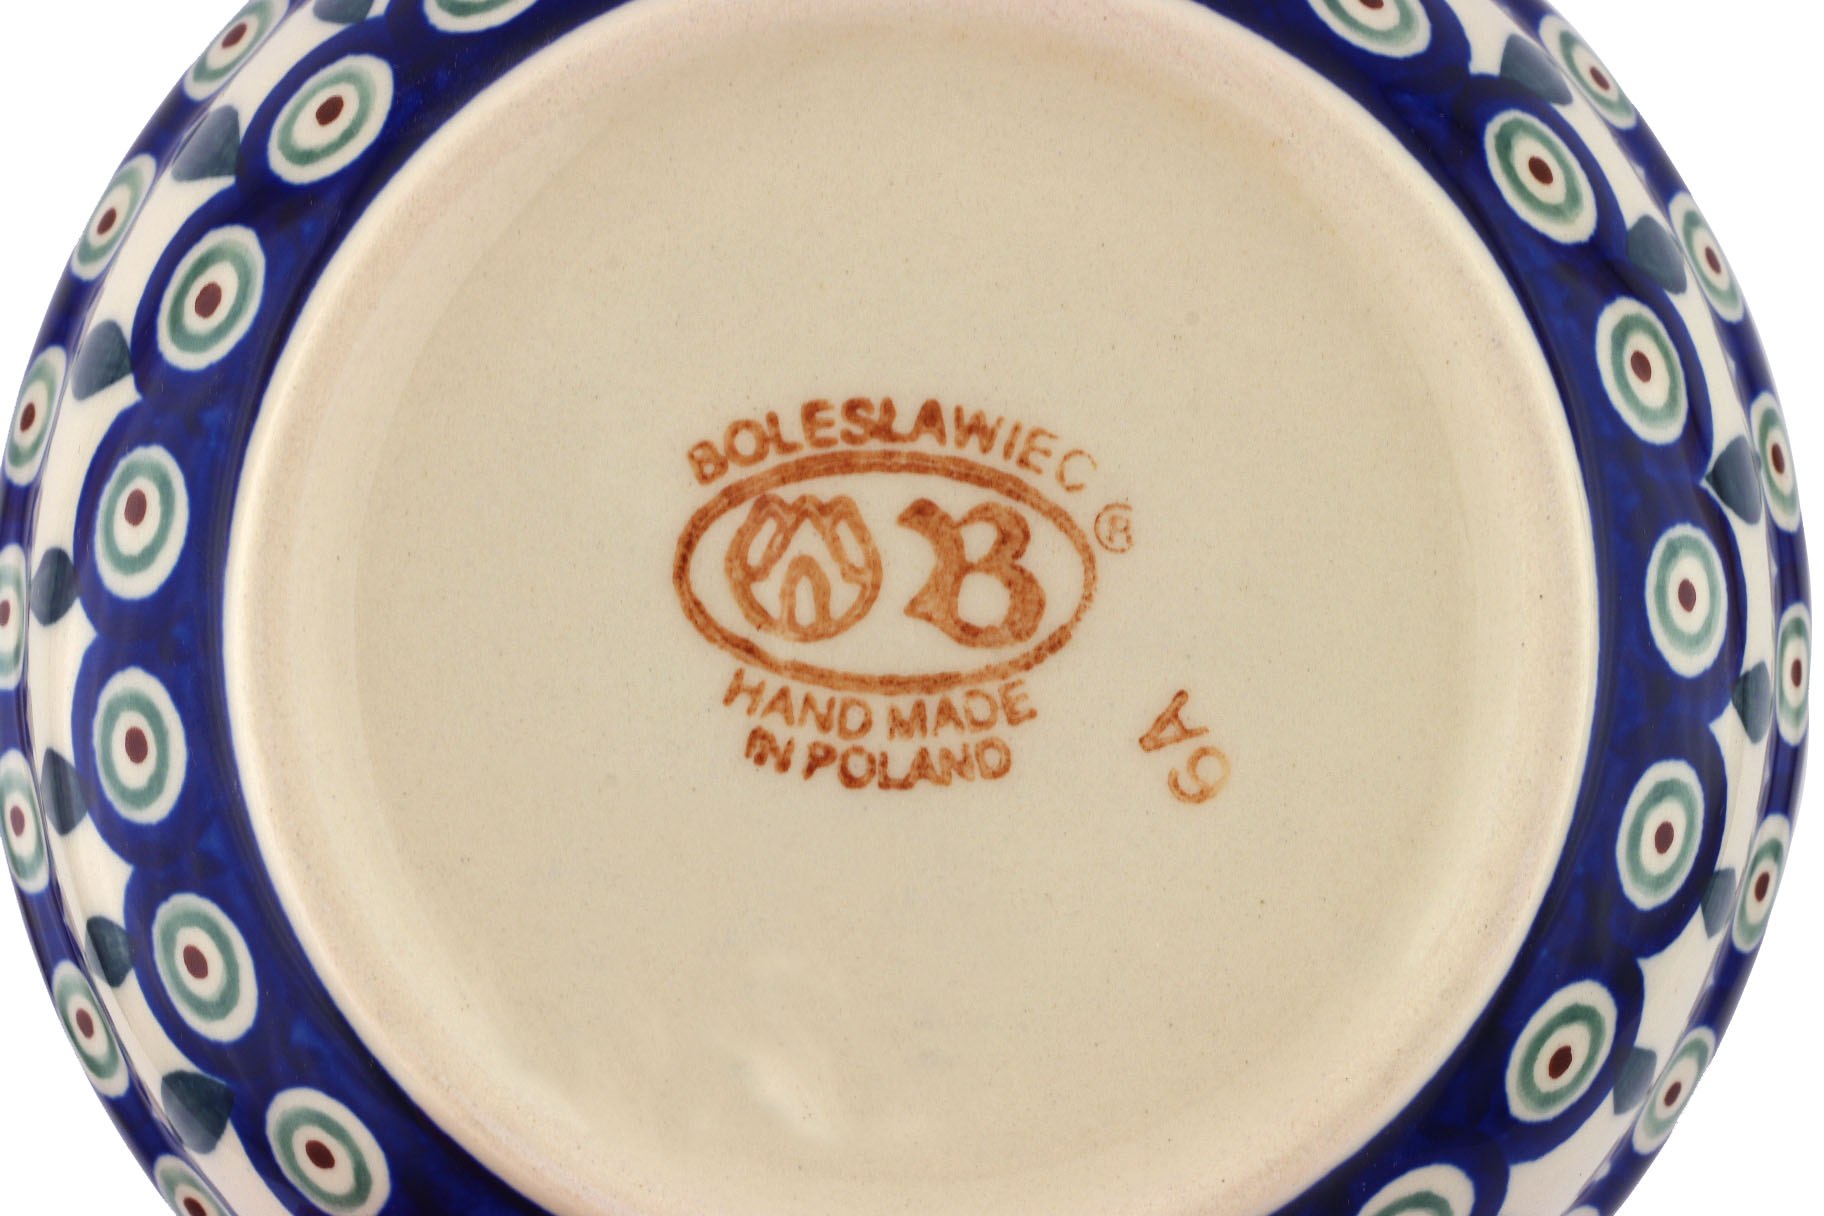 BOLESŁAWIEC
B ®
HAND MADE
IN POLAND
A9